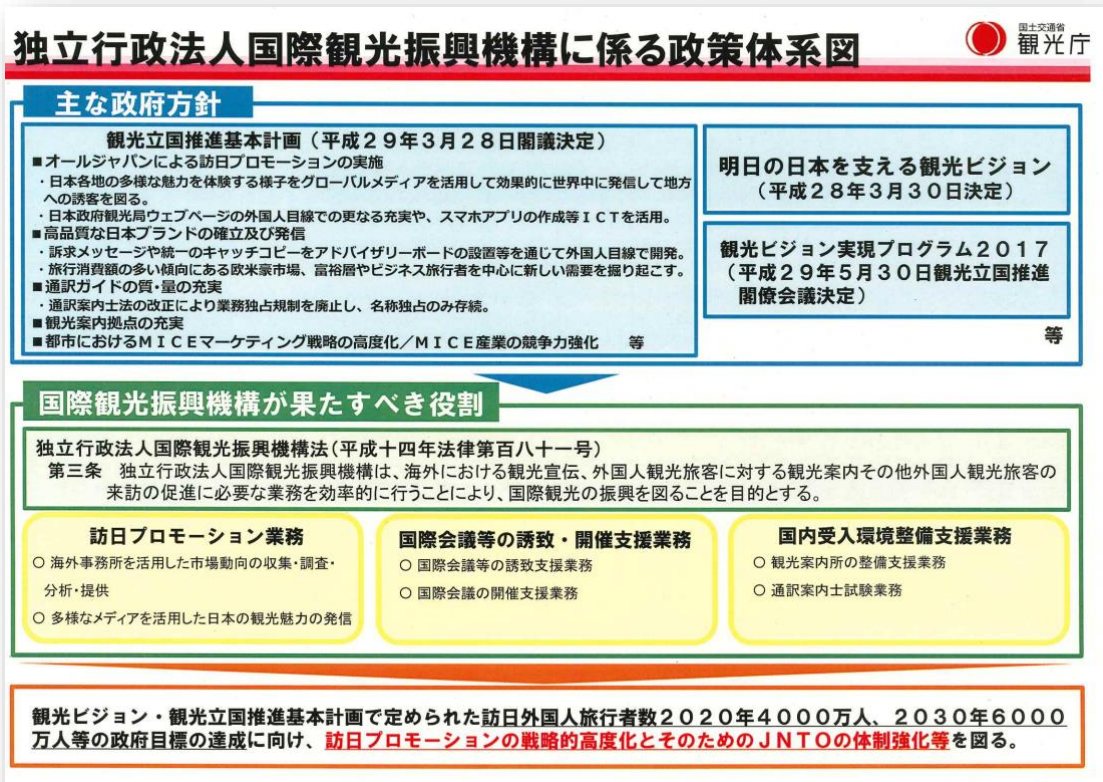 独立行政法人国際観光振興機構に係る政策体系図
国土交通省
観光庁
主な政府方針
観光立国推進基本計画（平成２９年３月２８日閣議決定）
■オールジャパンによる訪日プロモーションの実施
・日本各地の多様な魅力を体験する様子をグローバルメディアを活用して効果的に世界中に発信して地方
への誘客を図る。
・日本政府観光局ウェブページの外国人目線での更なる充実や、スマホアプリの作成等ＩＣＴを活用。
■高品質な日本ブランドの確立及び発信
・訴求メッセージや統一のキャッチコピーをアドバイザリーボードの設置等を通じて外国人目線で開発。
・旅行消費額の多い傾向にある欧米豪市場、富裕層やビジネス旅行者を中心に新しい需要を掘り起こす。
■通訳ガイドの質・量の充実
・通訳案内士法の改正により業務独占規制を廃止し、名称独占のみ存続。
■観光案内拠点の充実
■都市におけるＭＩＣＥマーケティング戦略の高度化／ＭＩＣＥ産業の競争力強化　　等
明日の日本を支える観光ビジョン
（平成２８年３月３０日決定）
観光ビジョン実現プログラム２０１７
（平成２９年５月３０日観光立国推進
閣僚会議決定）
等
国際観光振興機構が果たすべき役割
独立行政法人国際観光振興機構法（平成十四年法律第百八十一号）
第三条　独立行政法人国際観光振興機構は、海外における観光宣伝、外国人観光旅客に対する観光案内その他外国人観光旅客の
来訪の促進に必要な業務を効率的に行うことにより、国際観光の振興を図ることを目的とする。
訪日プロモーション業務
○ 海外事務所を活用した市場動向の収集・調査・
分析・提供
○ 多様なメディアを活用した日本の観光魅力の発信
国際会議等の誘致・開催支援業務
○ 国際会議等の誘致支援業務
○ 国際会議の開催支援業務
国内受入環境整備支援業務
○ 観光案内所の整備支援業務
○ 通訳案内士試験業務
観光ビジョン・観光立国推進基本計画で定められた訪日外国人旅行者数２０２０年４０００万人、２０３０年６０００
万人等の政府目標の達成に向け、訪日プロモーションの戦略的高度化とそのためのＪＮＴＯの体制強化等を図る。